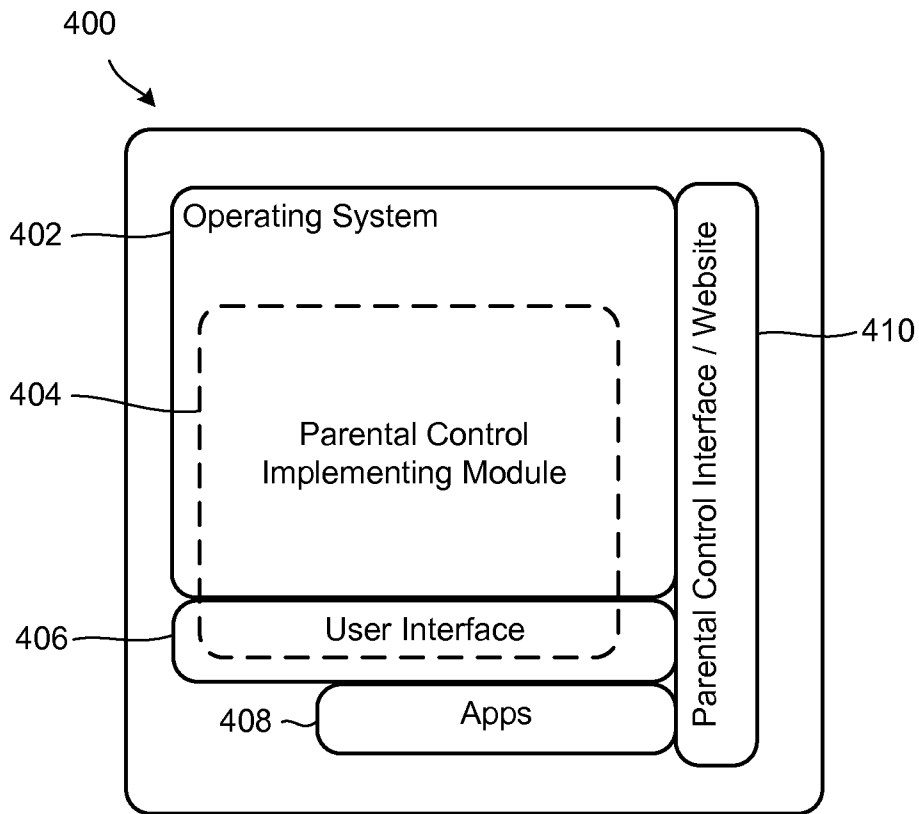 400
Operating System
402
Parental Control Interface / Website
410
404
Parental Control
Implementing Module
406
User Interface
408
Apps